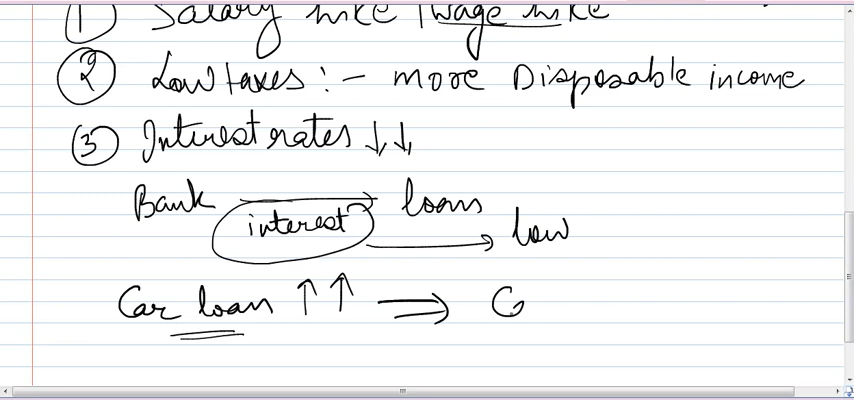 ① Salary hike | wage hike
② Low taxes :- more Disposable income
③ Interest rates ↓ ↓
Bank → loans
interest → low
Car loan ↑ ↑ ⇒ C